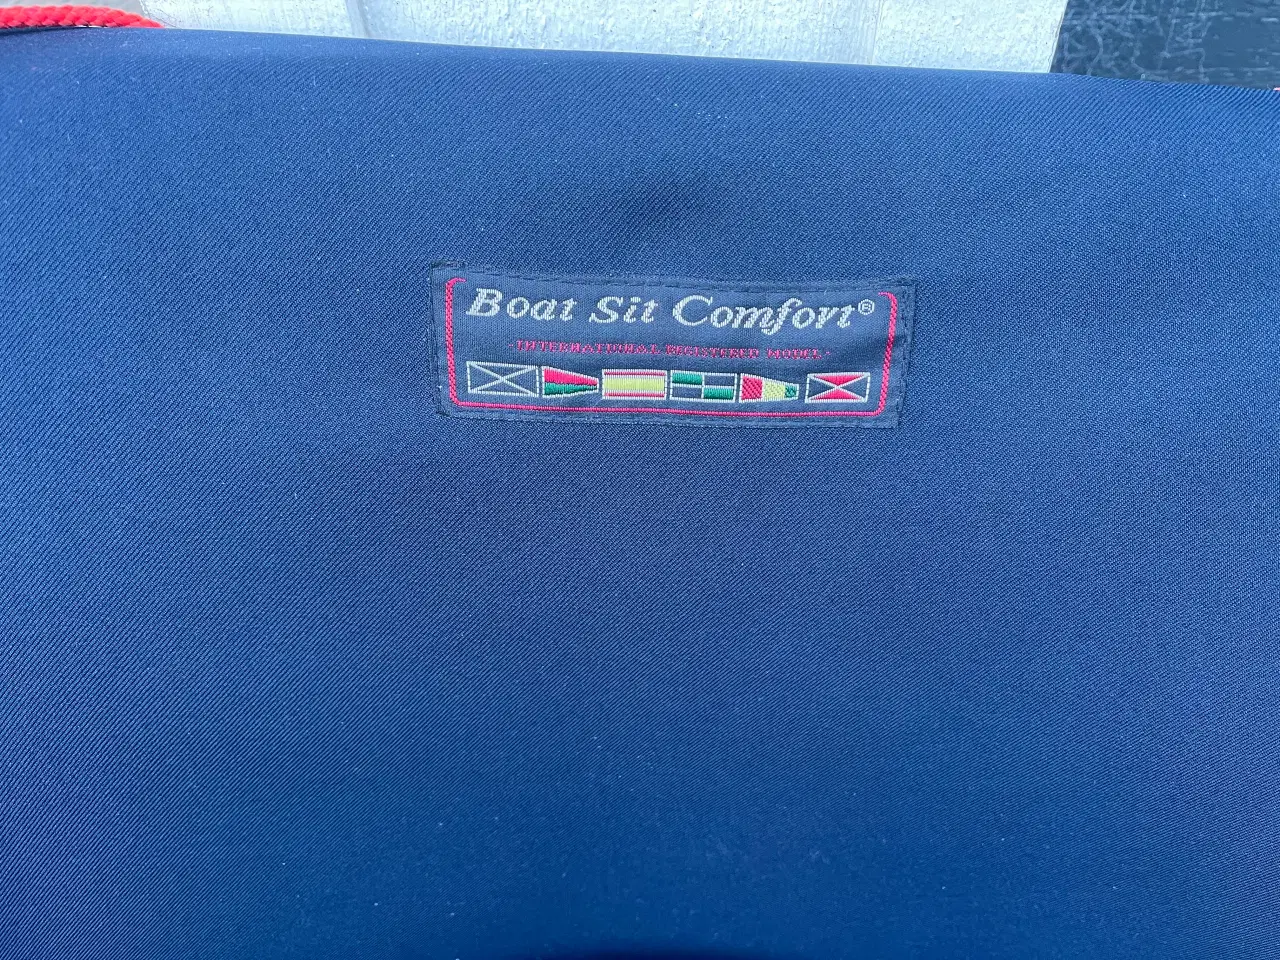 Boat Sit Comfort®
-INTERNATIONAL REGISTERED MODEL-